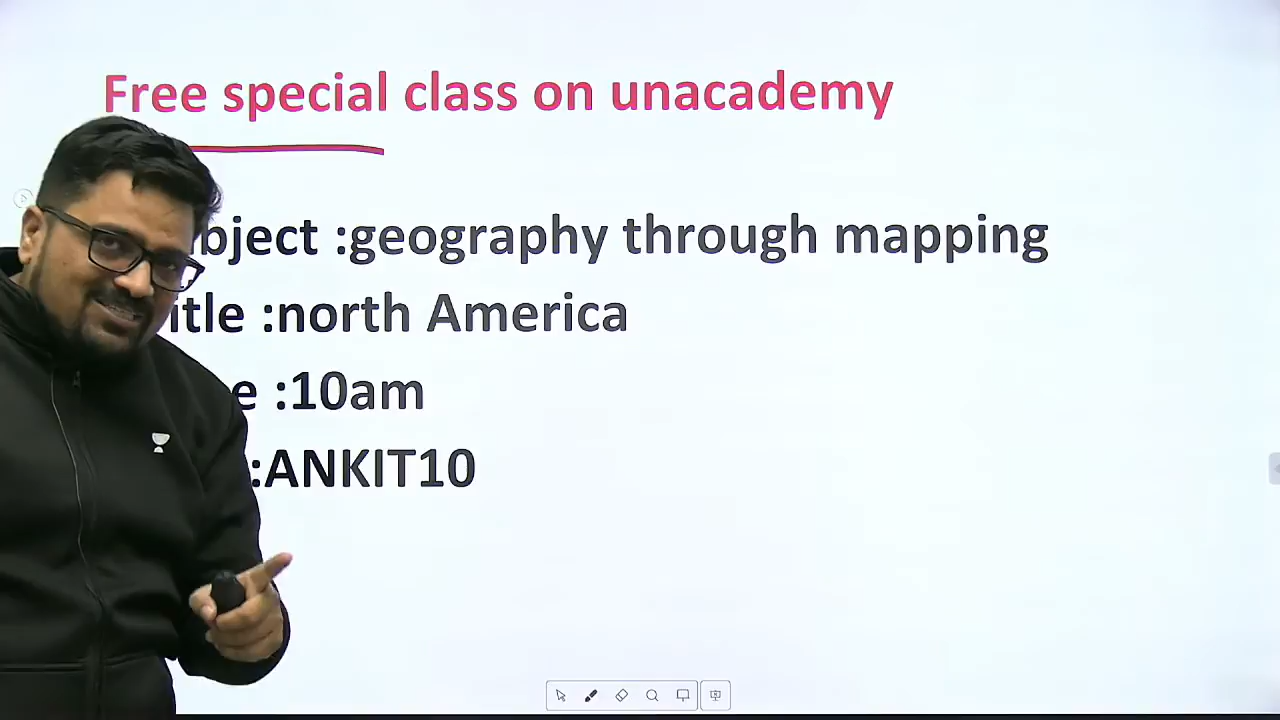 Free special class on unacademy
bject :geography through mapping
itle :north America
e :10am
:ANKIT10